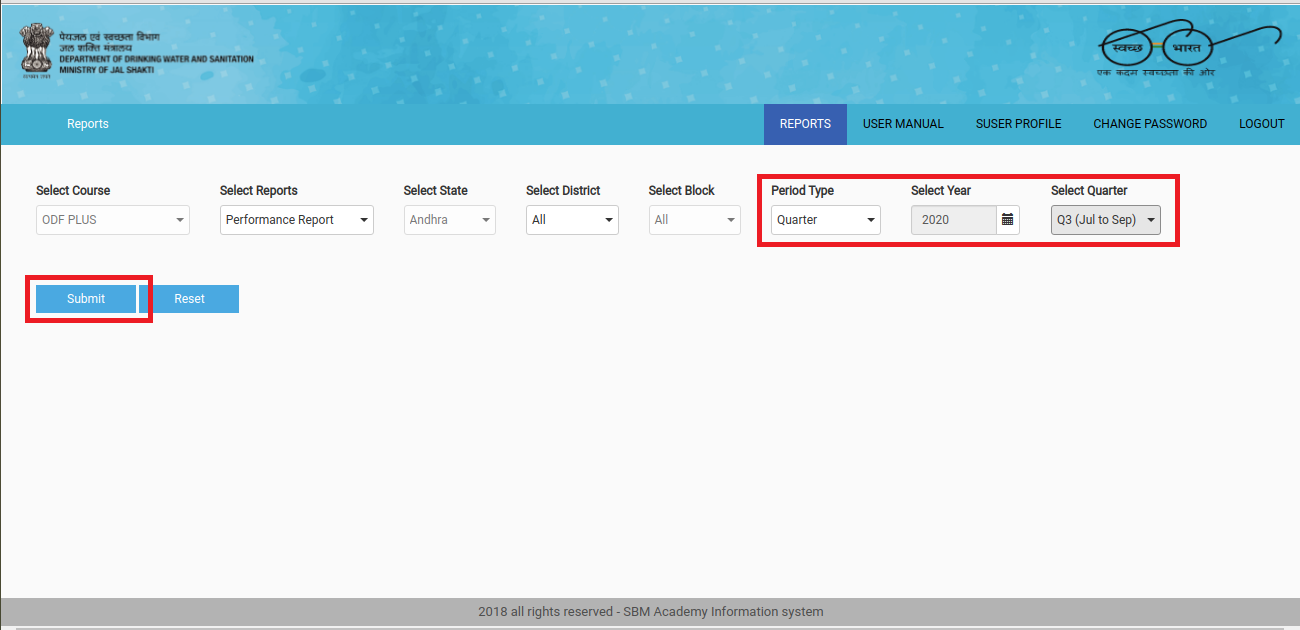 पेयजल एवं स्वच्छता विभाग
जल शक्ति मंत्रालय
DEPARTMENT OF DRINKING WATER AND SANITATION
MINISTRY OF JAL SHAKTI
स्वच्छ भारत
एक कदम स्वच्छता की ओर
Reports REPORTS USER MANUAL SUSER PROFILE CHANGE PASSWORD LOGOUT
Select Course Select Reports Select State Select District Select Block Period Type Select Year Select Quarter
ODF PLUS Performance Report Andhra All All Quarter 2020 Q3 (Jul to Sep)
Submit Reset
2018 all rights reserved - SBM Academy Information system